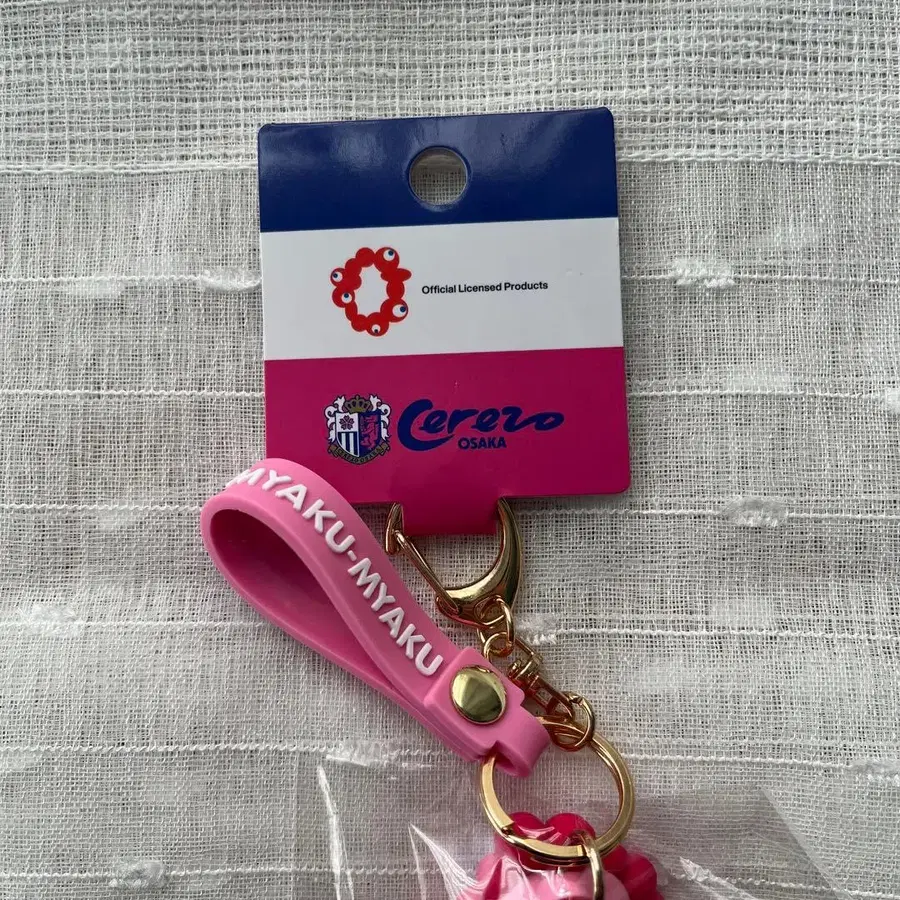 Official Licensed Products
Cerezo
OSAKA
MYAKU-MYAKU